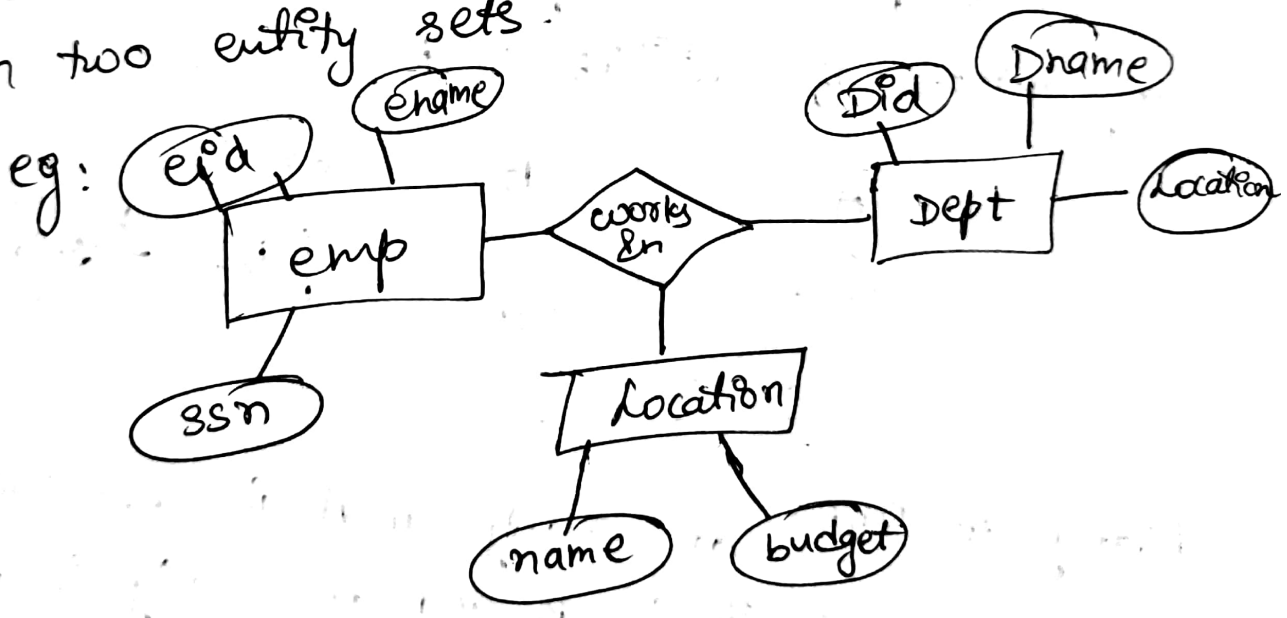 n two entity sets.
ename
Did
Dname
eg: eid
emp
works
In
Dept
Location
ssn
Location
name
budget